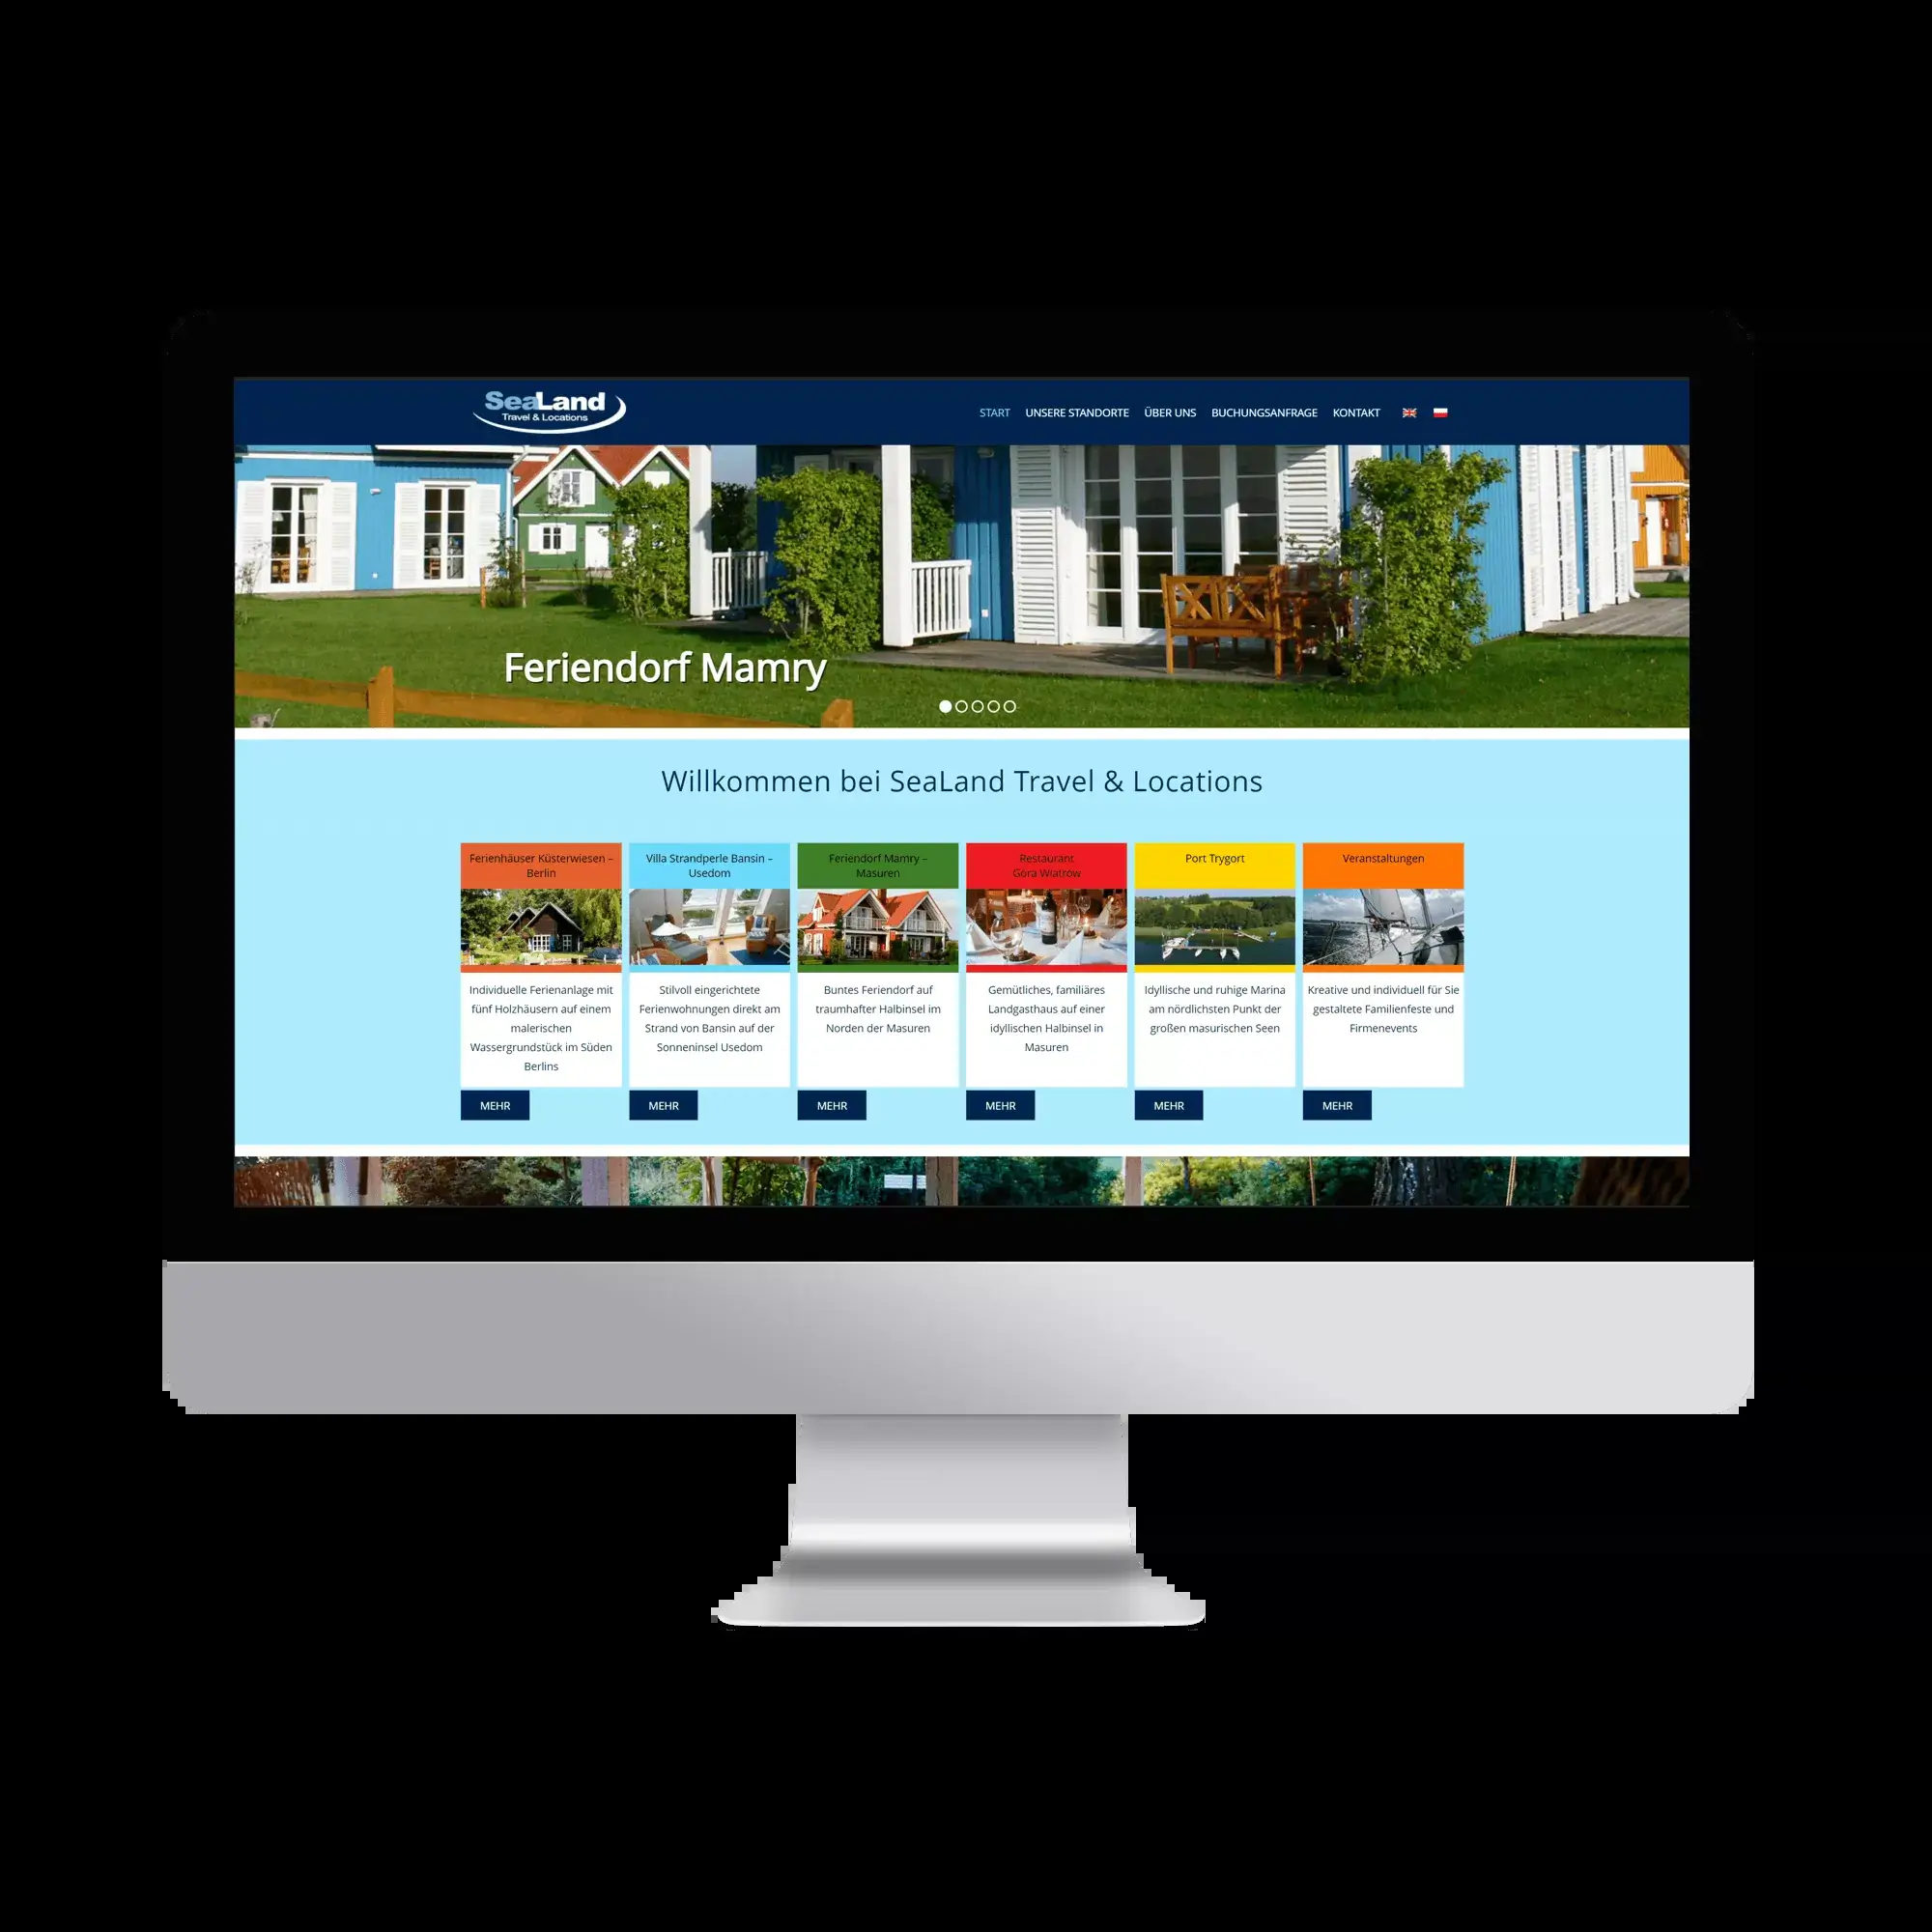 SeaLand
Travel & Locations
START UNSERE STANDORTE ÜBER UNS BUCHUNGSANFRAGE KONTAKT
Feriendorf Mamry
Willkommen bei SeaLand Travel & Locations
Ferienhäuser Küsterwiesen –
Berlin
Individuelle Ferienanlage mit
fünf Holzhäusern auf einem
malerischen
Wassergrundstück im Süden
Berlins
MEHR
Villa Strandperle Bansin –
Usedom
Stilvoll eingerichtete
Ferienwohnungen direkt am
Strand von Bansin auf der
Sonneninsel Usedom
MEHR
Feriendorf Mamry –
Masuren
Buntes Feriendorf auf
traumhafter Halbinsel im
Norden der Masuren
MEHR
Restaurant
Góra Wiatrów
Gemütliches, familiäres
Landgasthaus auf einer
idyllischen Halbinsel in
Masuren
MEHR
Port Trygort
Idyllische und ruhige Marina
am nördlichsten Punkt der
großen masurischen Seen
MEHR
Veranstaltungen
Kreative und individuell für Sie
gestaltete Familienfeste und
Firmenevents
MEHR